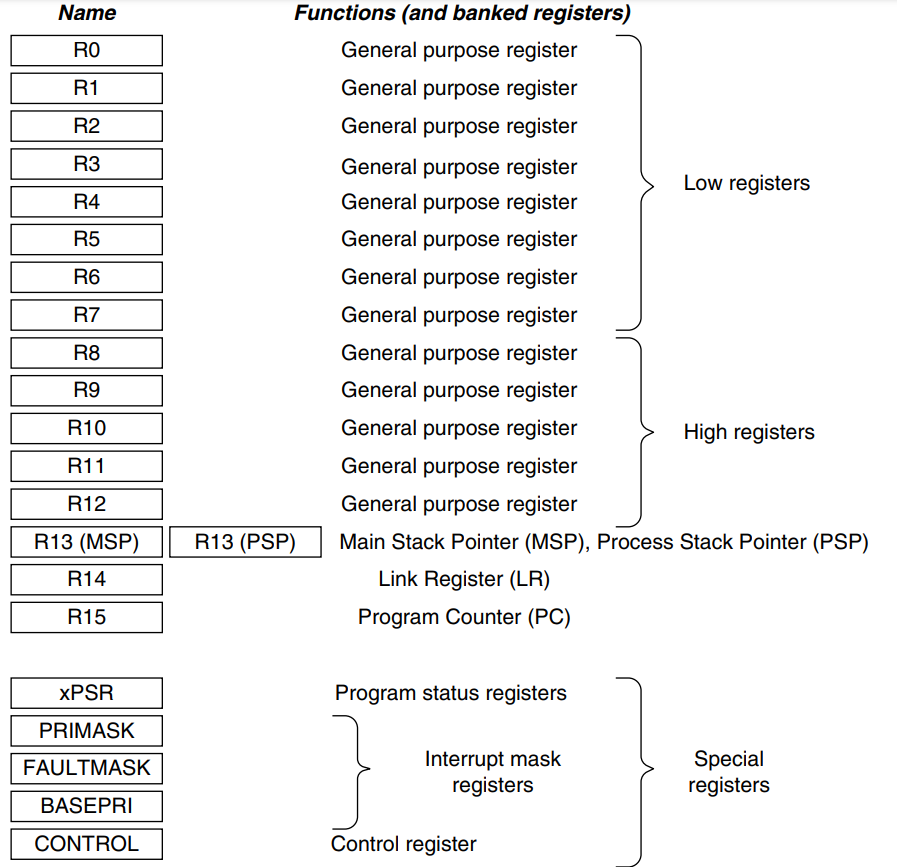 Name Functions (and banked registers)
R0 General purpose register
R1 General purpose register
R2 General purpose register
R3 General purpose register
Low registers
R4 General purpose register
R5 General purpose register
R6 General purpose register
R7 General purpose register
R8 General purpose register
R9 General purpose register
R10 General purpose register
High registers
R11 General purpose register
R12 General purpose register
R13 (MSP) R13 (PSP) Main Stack Pointer (MSP), Process Stack Pointer (PSP)
R14 Link Register (LR)
R15 Program Counter (PC)
xPSR Program status registers
PRIMASK
FAULTMASK
BASEPRI
Interrupt mask
registers
Special
registers
CONTROL Control register